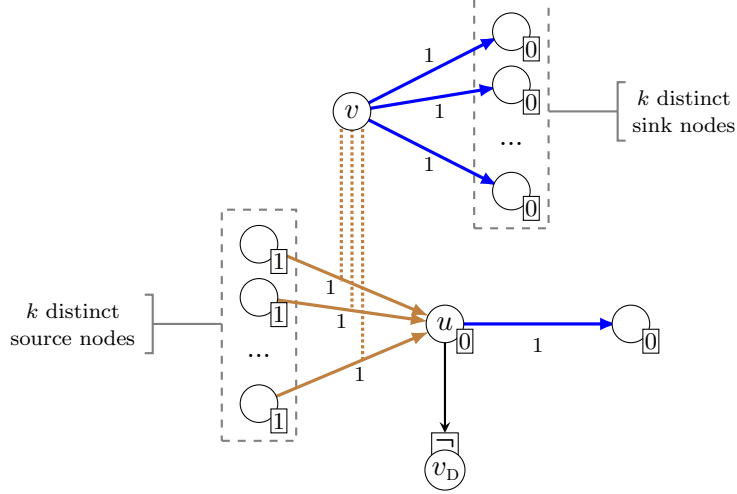 1
0
1
0
...
1
0
v
k distinct
sink nodes
1
1
1
...
1
k distinct
source nodes
1
1
1
u
0
1
0
¬
v_D